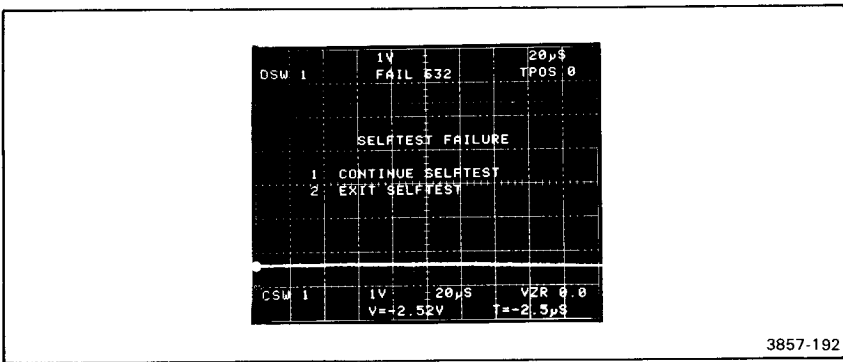 1V 20µS
DSW 1 FAIL 632 TPOS 0
SELFTEST FAILURE
1 CONTINUE SELFTEST
2 EXIT SELFTEST
CSW 1 1V 20µS VZR 0.0
V=-2.52V T=-2.5µS
3857-192